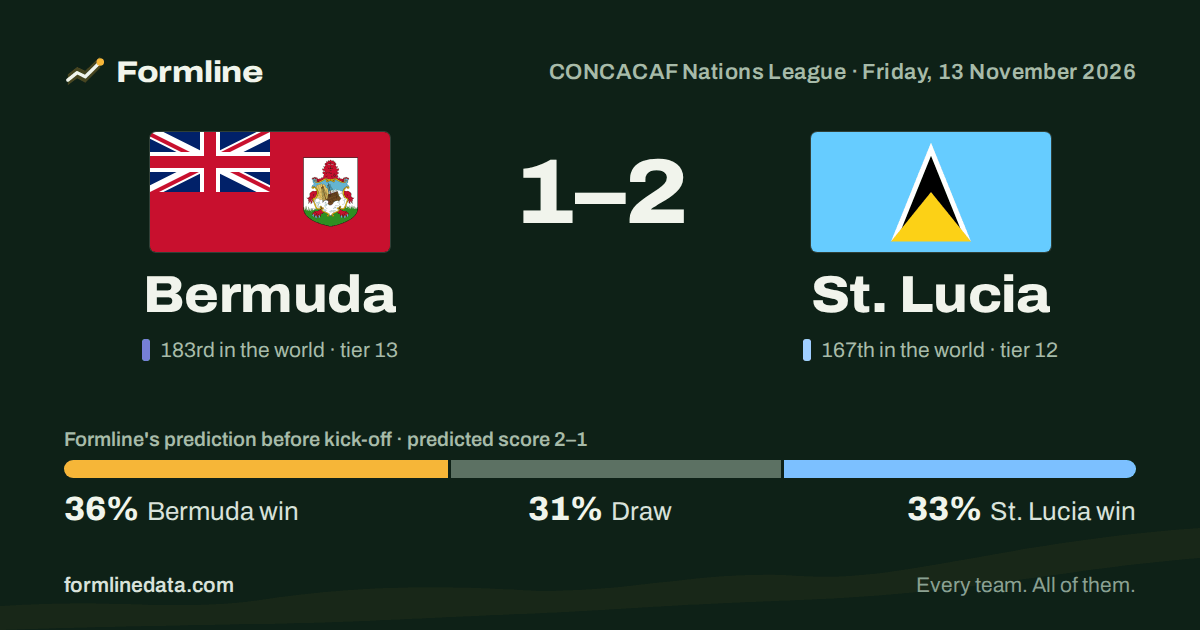 Formline
CONCACAF Nations League · Friday, 13 November 2026
1–2
Bermuda
St. Lucia
183rd in the world · tier 13
167th in the world · tier 12
Formline's prediction before kick-off · predicted score 2–1
36% Bermuda win
31% Draw
33% St. Lucia win
formlinedata.com
Every team. All of them.